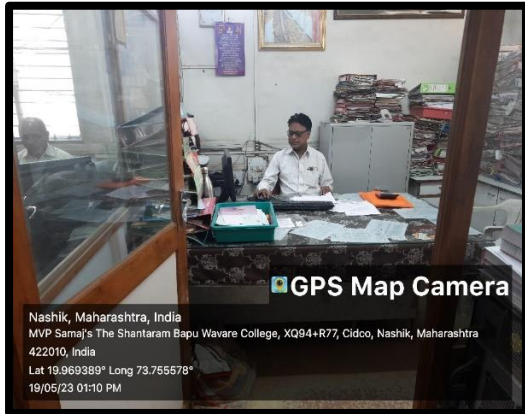 GPS Map Camera
Nashik, Maharashtra, India
MVP Samaj's The Shantaram Bapu Wavare College, XQ94+R77, Cidco, Nashik, Maharashtra
422010, India
Lat 19.969389° Long 73.755578°
19/05/23 01:10 PM